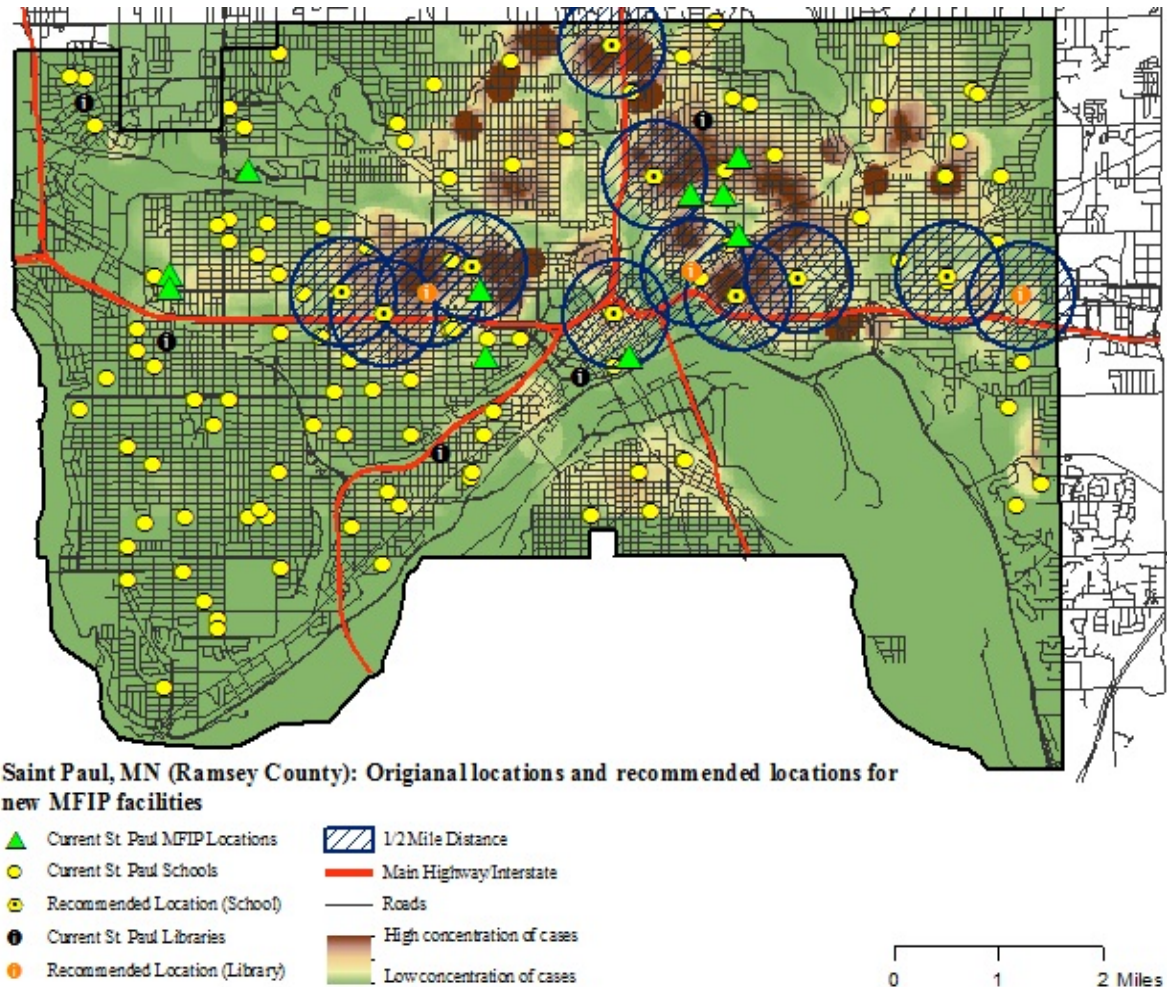 Saint Paul, MN (Ramsey County): Origianal locations and recommended locations for
new MFIP facilities
Current St. Paul MFIP Locations
Current St. Paul Schools
Recommended Location (School)
Current St. Paul Libraries
Recommended Location (Library)
1/2 Mile Distance
Main Highway/Interstate
Roads
High concentration of cases
Low concentration of cases
0 1 2 Miles